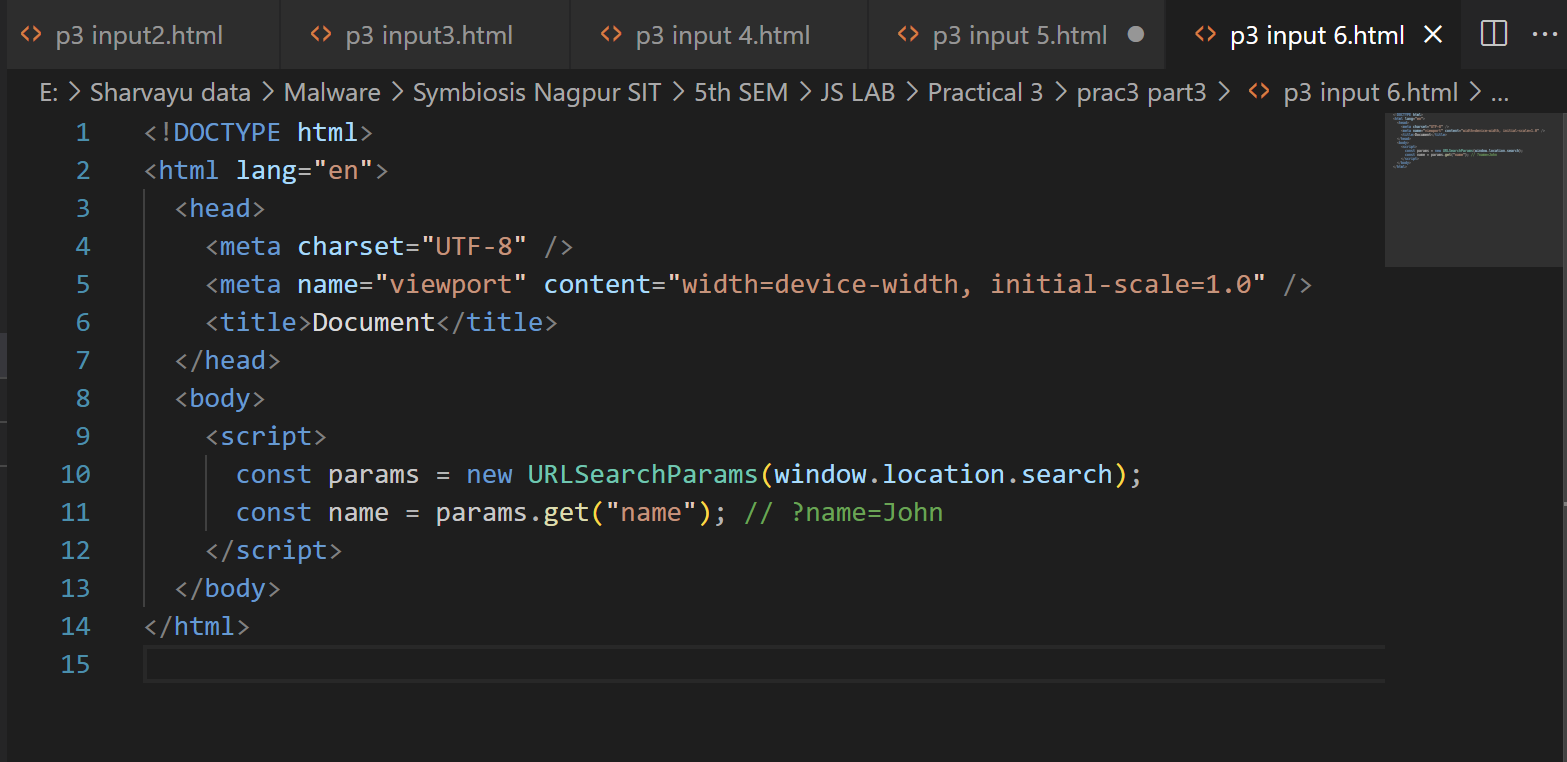 p3 input2.html p3 input3.html p3 input 4.html p3 input 5.html p3 input 6.html
E: > Sharvayu data > Malware > Symbiosis Nagpur SIT > 5th SEM > JS LAB > Practical 3 > prac3 part3 > <> p3 input 6.html > ...
1 <!DOCTYPE html>
2 <html lang="en">
3 <head>
4 <meta charset="UTF-8" />
5 <meta name="viewport" content="width=device-width, initial-scale=1.0" />
6 <title>Document</title>
7 </head>
8 <body>
9 <script>
10 const params = new URLSearchParams(window.location.search);
11 const name = params.get("name"); // ?name=John
12 </script>
13 </body>
14 </html>
15